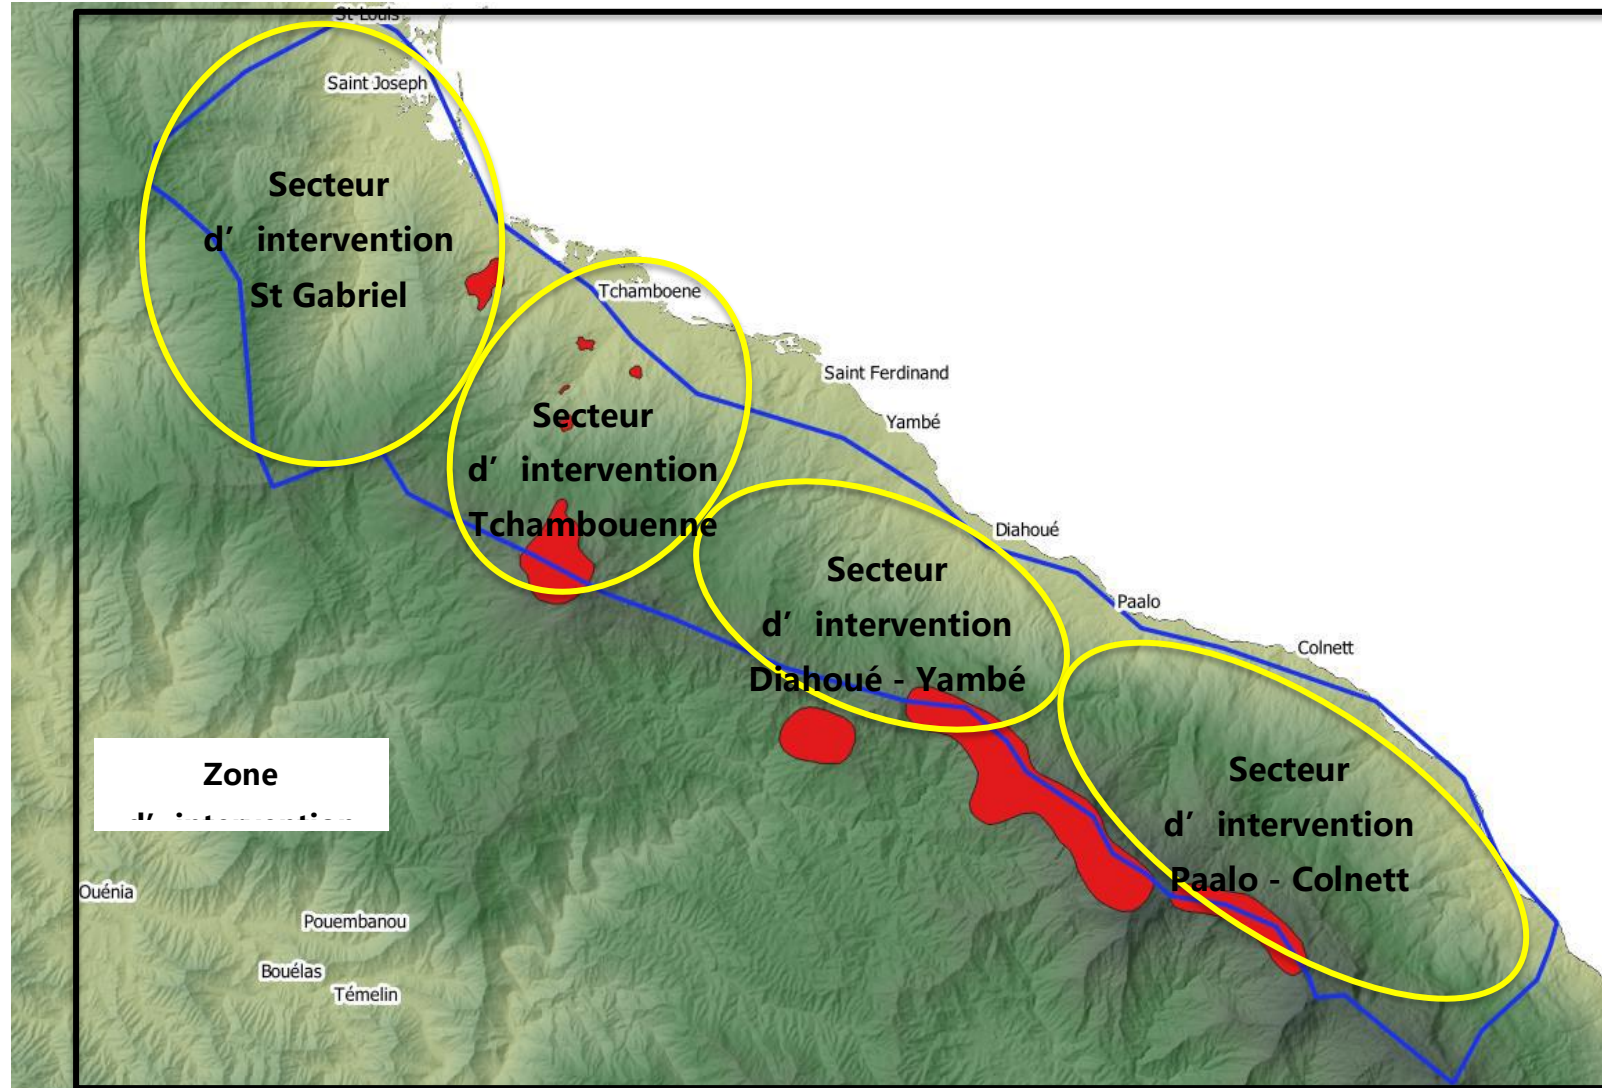 St Louis
Saint Joseph
Secteur
d’ intervention
St Gabriel
Tchamboene
Saint Ferdinand
Yambé
Secteur
d’ intervention
Tchambouenne
Diahoué
Secteur
d’ intervention
Diahoué - Yambé
Paalo
Colnett
Secteur
d’ intervention
Paalo - Colnett
Zone
d’ intervention
Ouénia
Pouembanou
Bouélas
Témelin